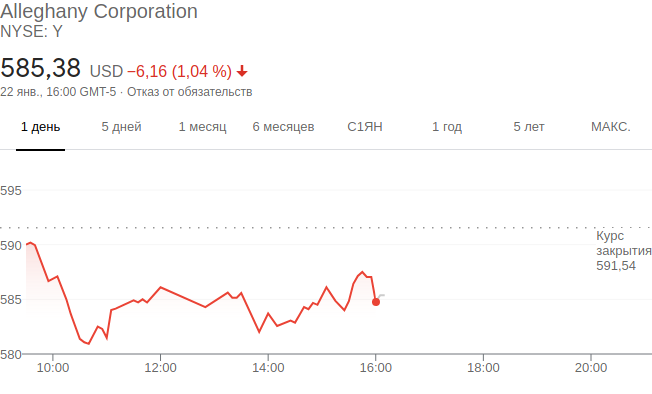 Alleghany Corporation
NYSE: Y
585,38 USD −6,16 (1,04 %)
22 янв., 16:00 GMT-5 · Отказ от обязательств
1 день 5 дней 1 месяц 6 месяцев С1ЯН 1 год 5 лет МАКС.
595
Курс
590
закрытия
591,54
585
580
10:00 12:00 14:00 16:00 18:00 20:00